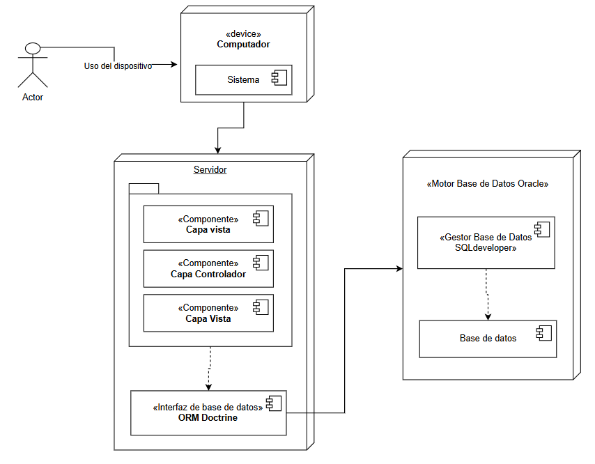 «device»
Computador
Uso del dispositivo
Sistema
Actor
Servidor
«Componente»
Capa vista
«Componente»
Capa Controlador
«Componente»
Capa Vista
«Interfaz de base de datos»
ORM Doctrine
«Motor Base de Datos Oracle»
«Gestor Base de Datos
SQLdeveloper»
Base de datos